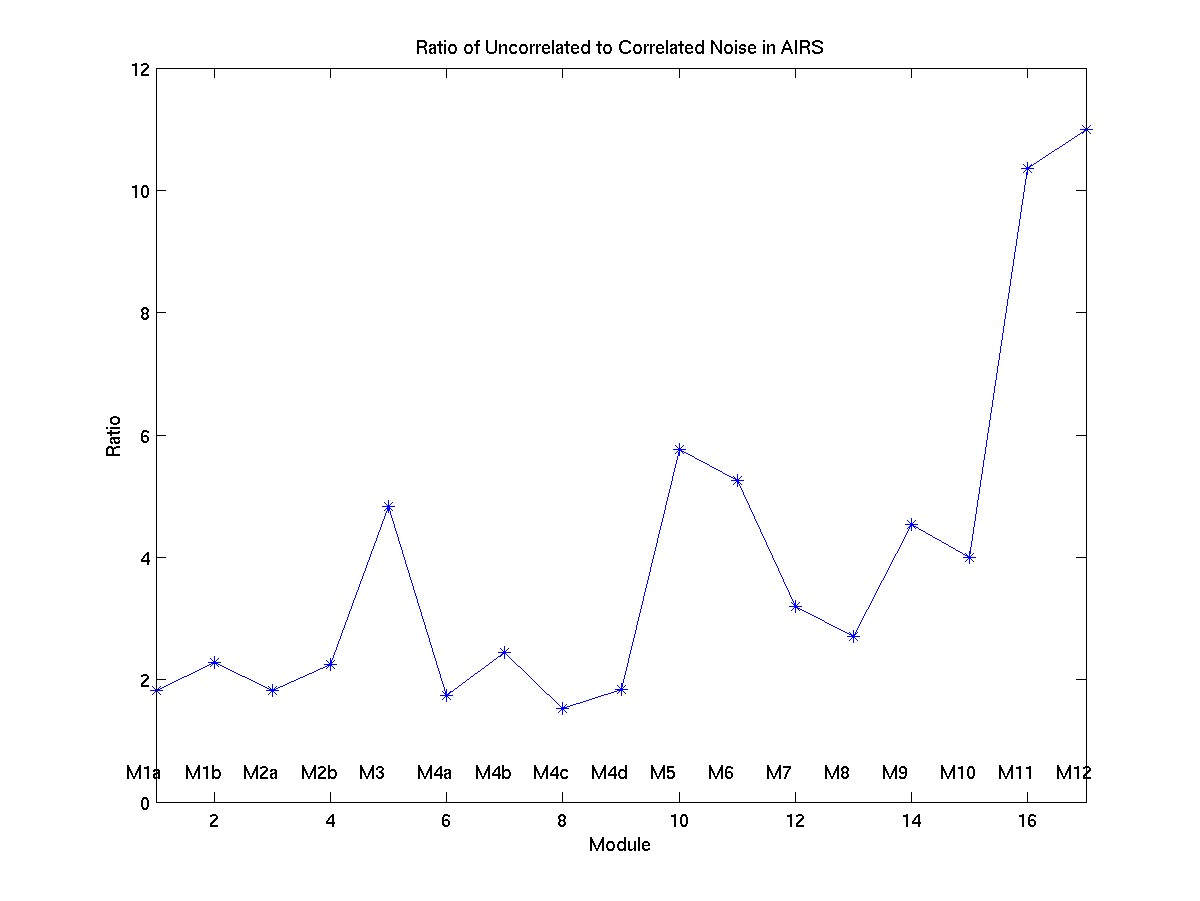 Ratio of Uncorrelated to Correlated Noise in AIRS
12
10
8
6
4
2
0
Ratio
M1a M1b M2a M2b M3 M4a M4b M4c M4d M5 M6 M7 M8 M9 M10 M11 M12
2 4 6 8 10 12 14 16
Module